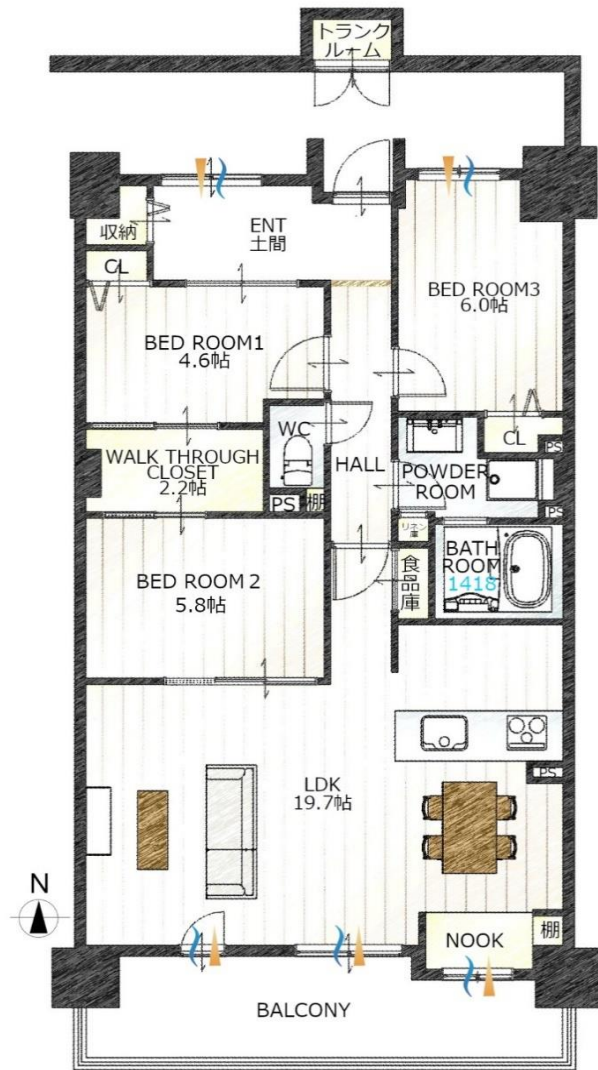 トランク
ルーム
ENT
土間
収納
CL
BED ROOM1
4.6帖
BED ROOM3
6.0帖
WC
HALL
CL
PS
WALK THROUGH
CLOSET
2.2帖
POWDER
ROOM
PS
棚
PS
リネン
庫
BATH
ROOM
1418
食
品
庫
BED ROOM 2
5.8帖
LDK
19.7帖
PS
N
NOOK
棚
BALCONY